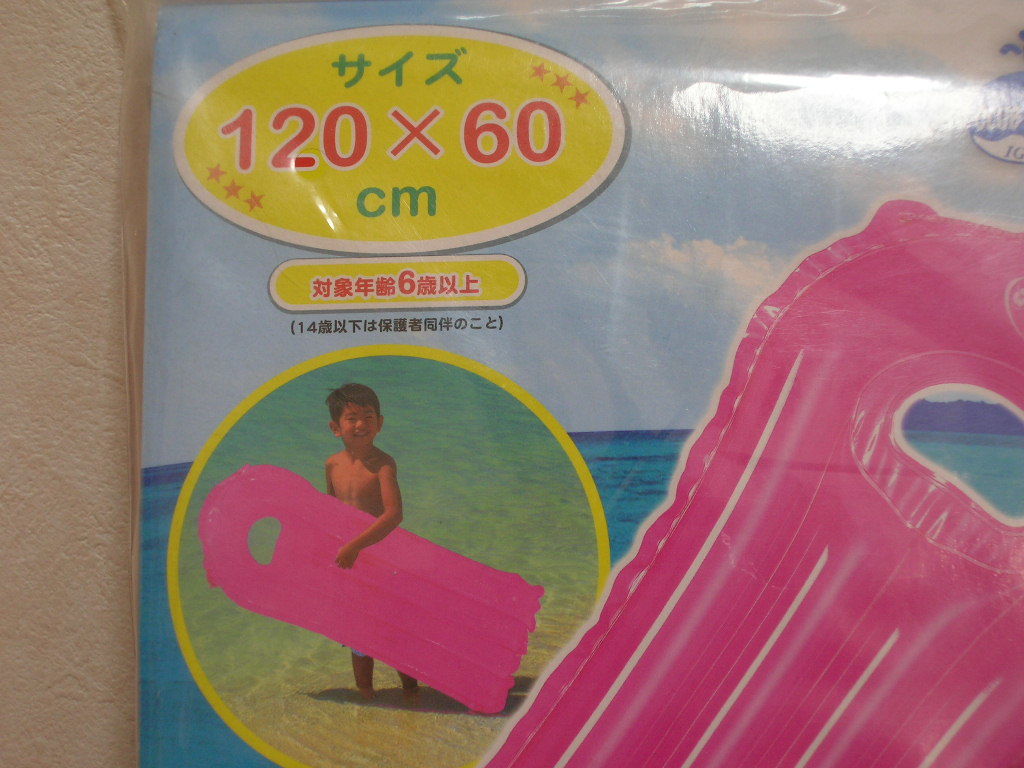 サイズ
120×60
cm
対象年齢6歳以上
(14歳以下は保護者同伴のこと)